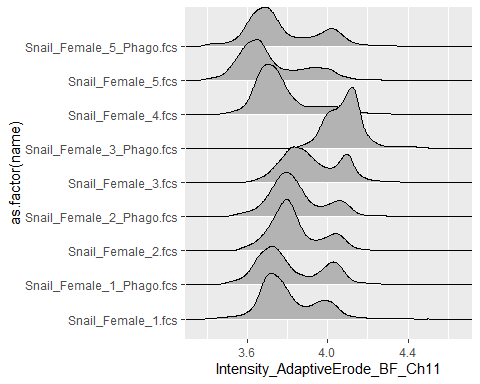 Snail_Female_5_Phago.fcs
Snail_Female_5.fcs
Snail_Female_4.fcs
Snail_Female_3_Phago.fcs
Snail_Female_3.fcs
Snail_Female_2_Phago.fcs
Snail_Female_2.fcs
Snail_Female_1_Phago.fcs
Snail_Female_1.fcs
as.factor(name)
3.6 4.0 4.4
Intensity_AdaptiveErode_BF_Ch11